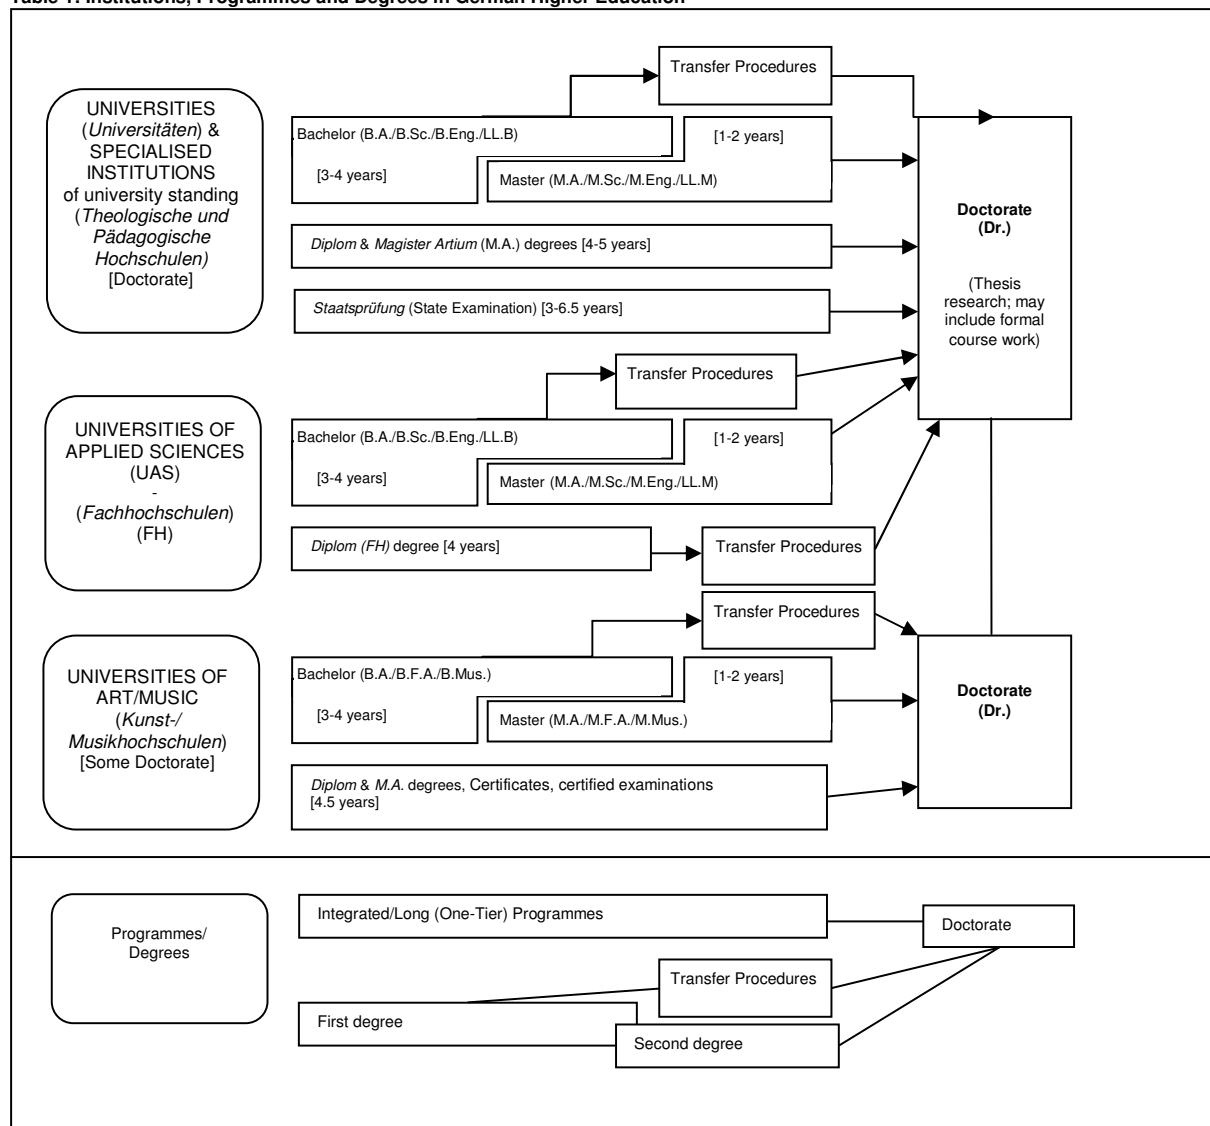 Table 1: Institutions, Programmes and Degrees in German Higher Education
Transfer Procedures
UNIVERSITIES
(Universitäten) &
SPECIALISED
INSTITUTIONS
of university standing
(Theologische und
Pädagogische
Hochschulen)
[Doctorate]
Bachelor (B.A./B.Sc./B.Eng./LL.B)
[3-4 years]
[1-2 years]
Master (M.A./M.Sc./M.Eng./LL.M)
Diplom & Magister Artium (M.A.) degrees [4-5 years]
Staatsprüfung (State Examination) [3-6.5 years]
Doctorate
(Dr.)
(Thesis
research; may
include formal
course work)
Transfer Procedures
UNIVERSITIES OF
APPLIED SCIENCES
(UAS)
-
(Fachhochschulen)
(FH)
Bachelor (B.A./B.Sc./B.Eng./LL.B)
[3-4 years]
[1-2 years]
Master (M.A./M.Sc./M.Eng./LL.M)
Diplom (FH) degree [4 years]
Transfer Procedures
Transfer Procedures
UNIVERSITIES OF
ART/MUSIC
(Kunst-/
Musikhochschulen)
[Some Doctorate]
Bachelor (B.A./B.F.A./B.Mus.)
[3-4 years]
[1-2 years]
Master (M.A./M.F.A./M.Mus.)
Diplom & M.A. degrees, Certificates, certified examinations
[4.5 years]
Doctorate
(Dr.)
Programmes/
Degrees
Integrated/Long (One-Tier) Programmes
Doctorate
Transfer Procedures
First degree
Second degree